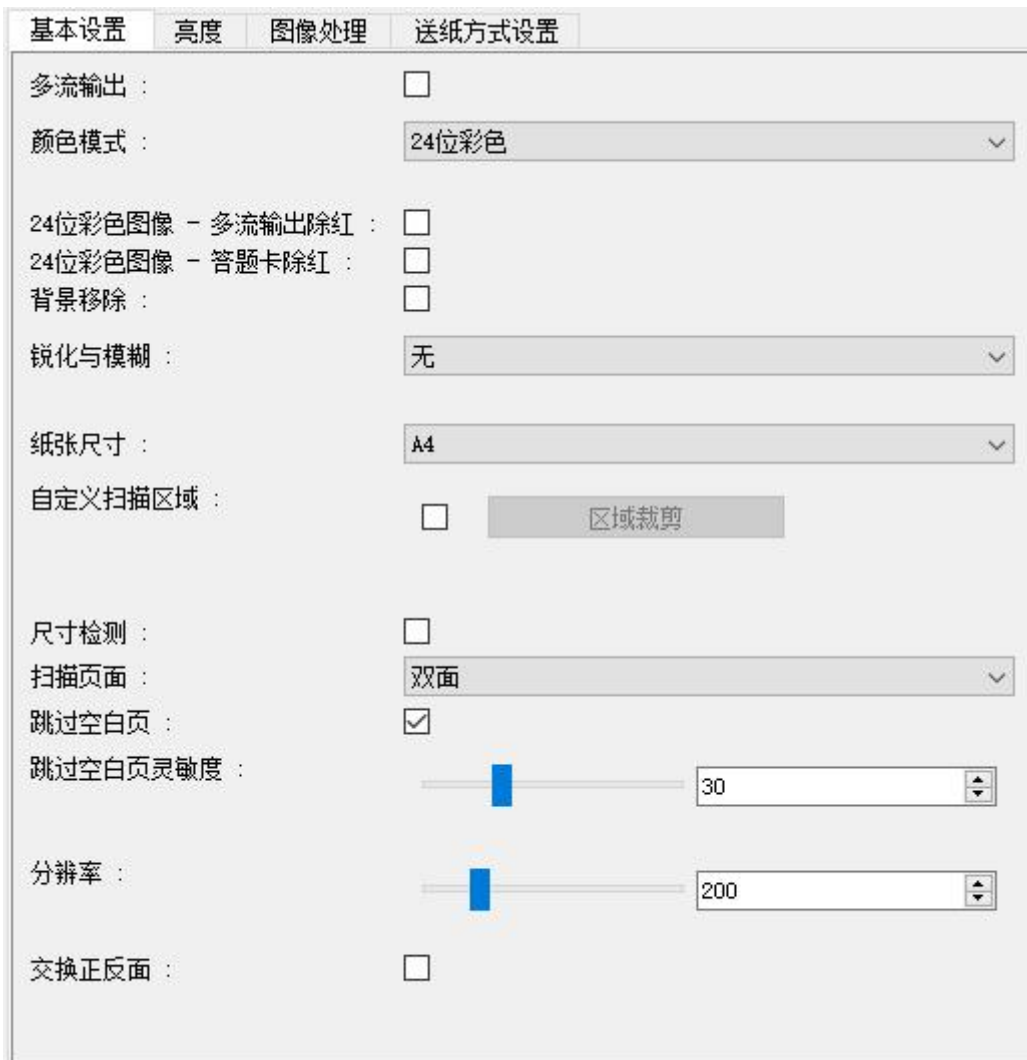 基本设置 亮度 图像处理 送纸方式设置
多流输出 :
颜色模式 : 24位彩色
24位彩色图像 - 多流输出除红 :
24位彩色图像 - 答题卡除红 :
背景移除 :
锐化与模糊 : 无
纸张尺寸 : A4
自定义扫描区域 : 区域裁剪
尺寸检测 :
扫描页面 : 双面
跳过空白页 :
跳过空白页灵敏度 : 30
分辨率 : 200
交换正反面 :